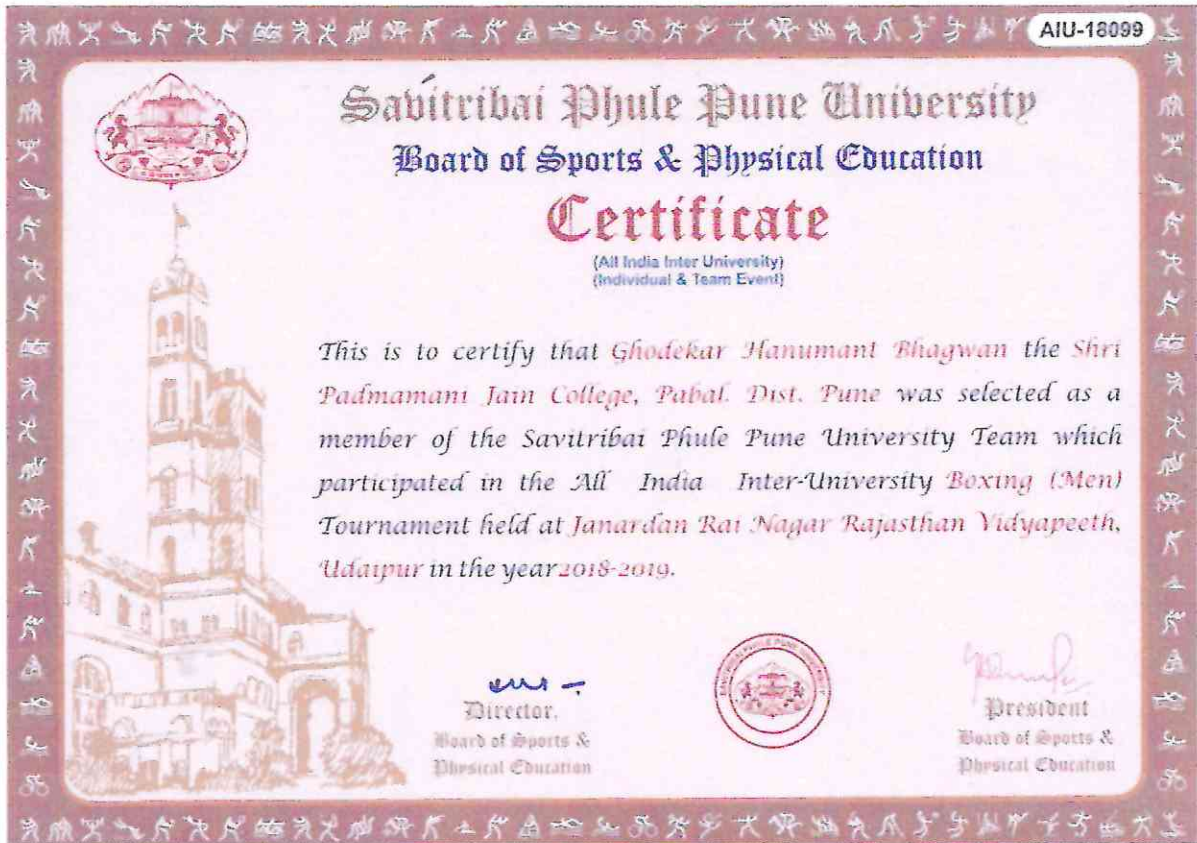 AIU-18099
Savitribai Phule Pune University
Board of Sports & Physical Education
Certificate
(All India Inter University)
(Individual & Team Event)
This is to certify that Ghodekar Hanumant Bhagwan the Shri
Padmamani Jain College, Pabal. Dist. Pune was selected as a
member of the Savitribai Phule Pune University Team which
participated in the All India Inter-University Boxing (Men)
Tournament held at Janardan Rai Nagar Rajasthan Vidyapeeth,
Udaipur in the year 2018-2019.
Director,
Board of Sports &
Physical Education
President
Board of Sports &
Physical Education